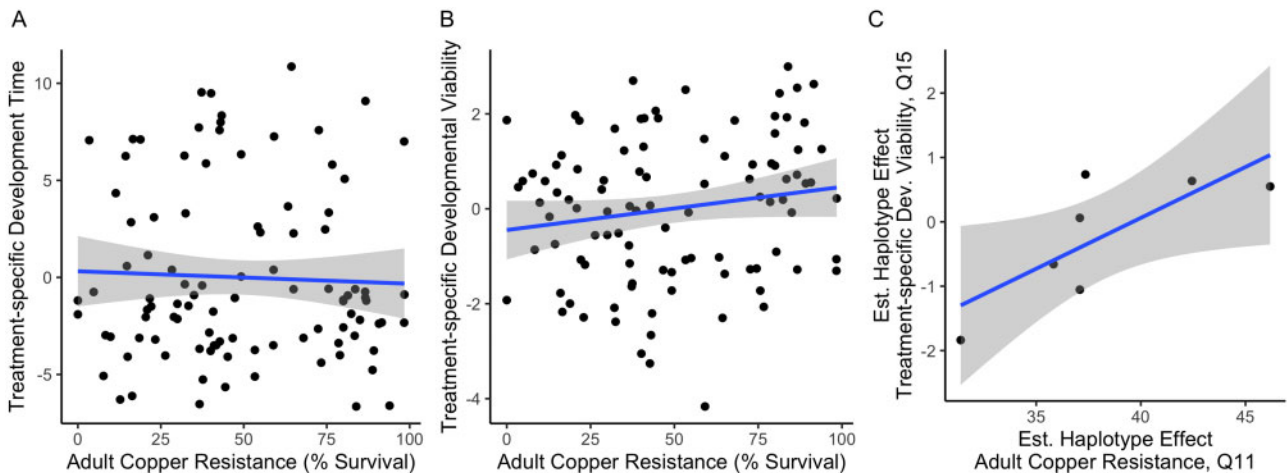 A
Treatment-specific Development Time
10
5
0
-5
0
25
50
75
100
Adult Copper Resistance (% Survival)
B
Treatment-specific Developmental Viability
2
0
-2
-4
0
25
50
75
100
Adult Copper Resistance (% Survival)
C
Est. Haplotype Effect
Treatment-specific Dev. Viability, Q15
2
1
0
-1
-2
35
40
45
Est. Haplotype Effect
Adult Copper Resistance, Q11